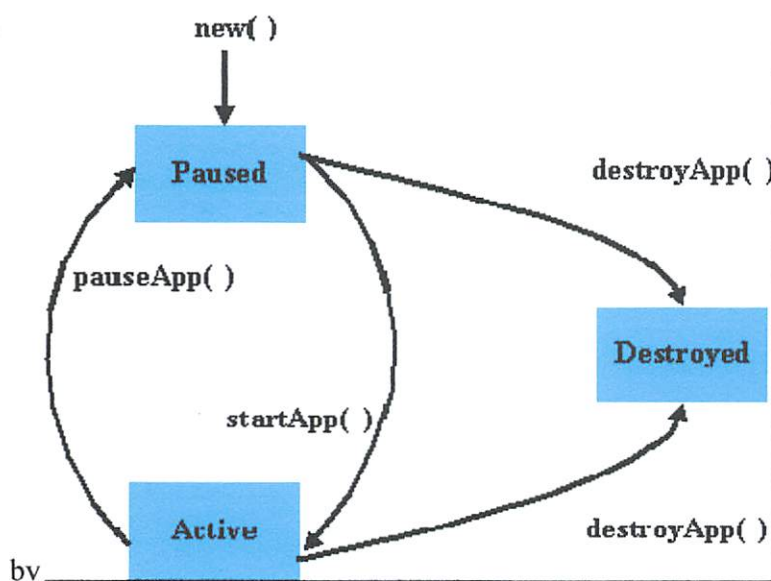 new( )
Paused
destroyApp( )
pauseApp( )
Destroyed
startApp( )
Active
destroyApp( )
by